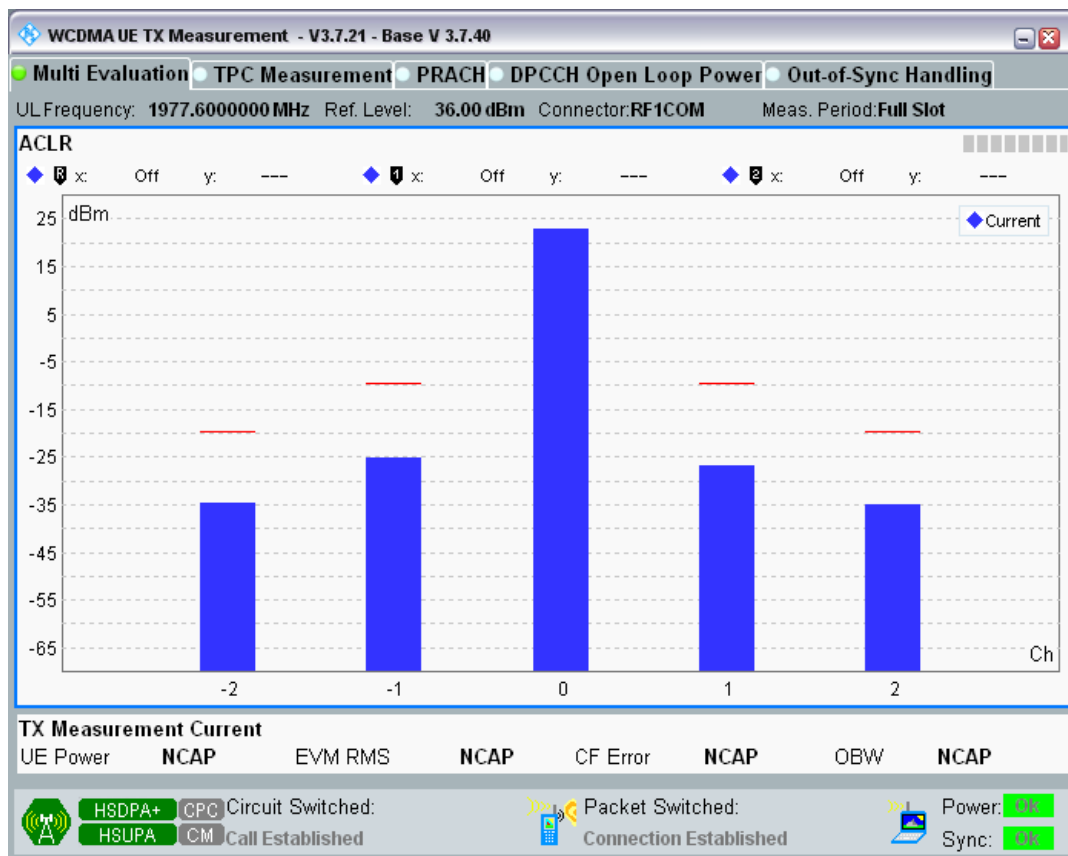 WCDMA UE TX Measurement - V3.7.21 - Base V 3.7.40
Multi Evaluation TPC Measurement PRACH DPCCH Open Loop Power Out-of-Sync Handling
UL Frequency: 1977.6000000 MHz Ref. Level: 36.00 dBm Connector:RF1COM Meas. Period:Full Slot
ACLR
R x: Off y: --- 1 x: Off y: --- 2 x: Off y: ---
dBm
Current
25
15
5
-5
-15
-25
-35
-45
-55
-65
Ch
-2 -1 0 1 2
TX Measurement Current
UE Power NCAP EVM RMS NCAP CF Error NCAP OBW NCAP
HSDPA+ CPC Circuit Switched: Packet Switched: Power: OK
HSUPA CM Call Established Connection Established Sync: OK